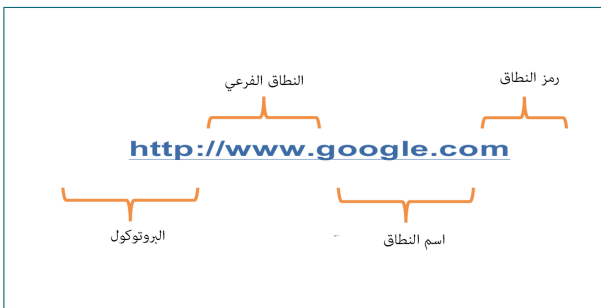 رمز النطاق
النطاق الفرعي
http://www.google.com
اسم النطاق
البروتوكول